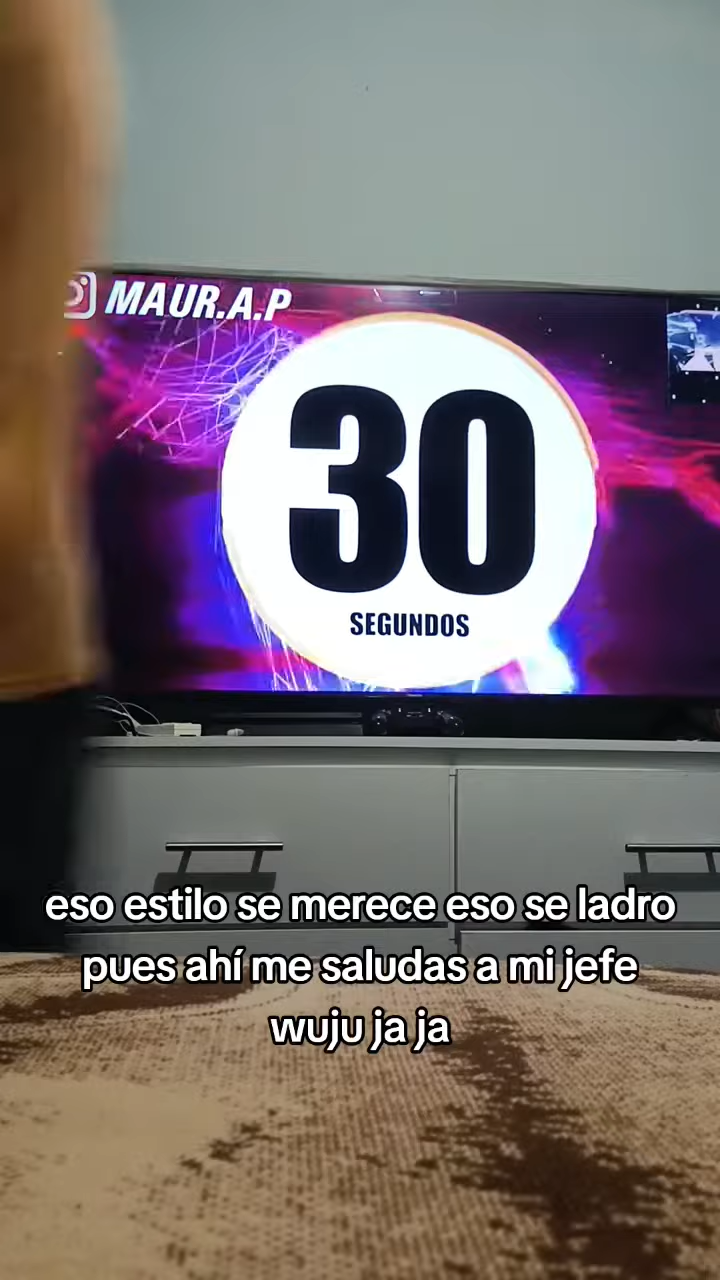 MAUR.A.P
30
SEGUNDOS
eso estilo se merece eso se ladro
pues ahí me saludas a mi jefe
wuju ja ja